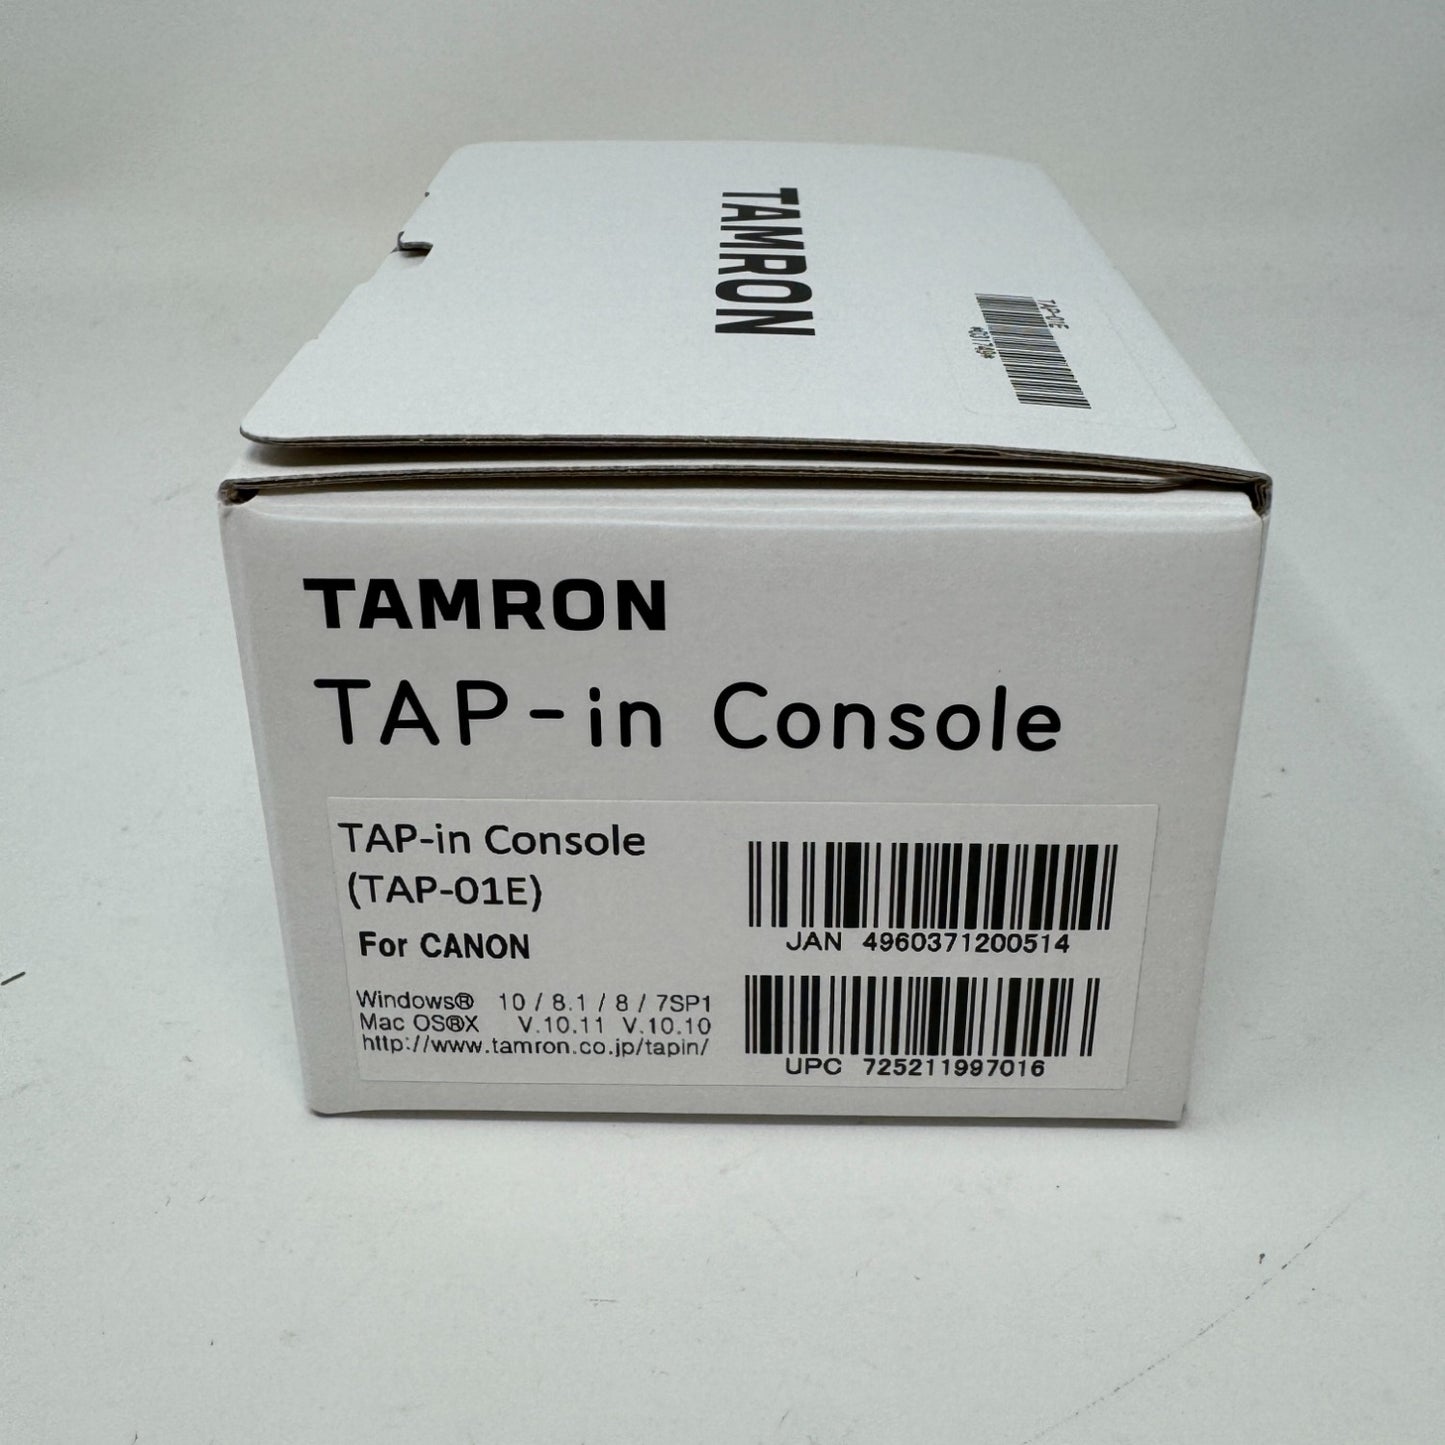 TAMRON
TAP-01E
*C01749*
TAMRON
TAP-in Console
TAP-in Console
(TAP-01E)
For CANON
Windows® 10 / 8.1 / 8 / 7SP1
Mac OS®X V.10.11 V.10.10
http://www.tamron.co.jp/tapin/
JAN 4960371200514
UPC 725211997016